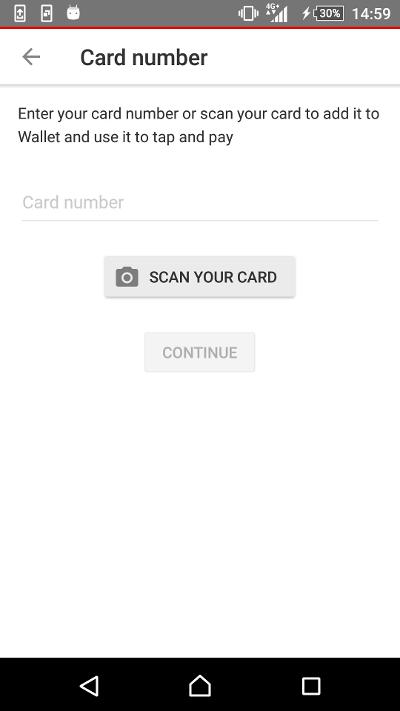 4G+ 30% 14:59
Card number
Enter your card number or scan your card to add it to
Wallet and use it to tap and pay
Card number
SCAN YOUR CARD
CONTINUE